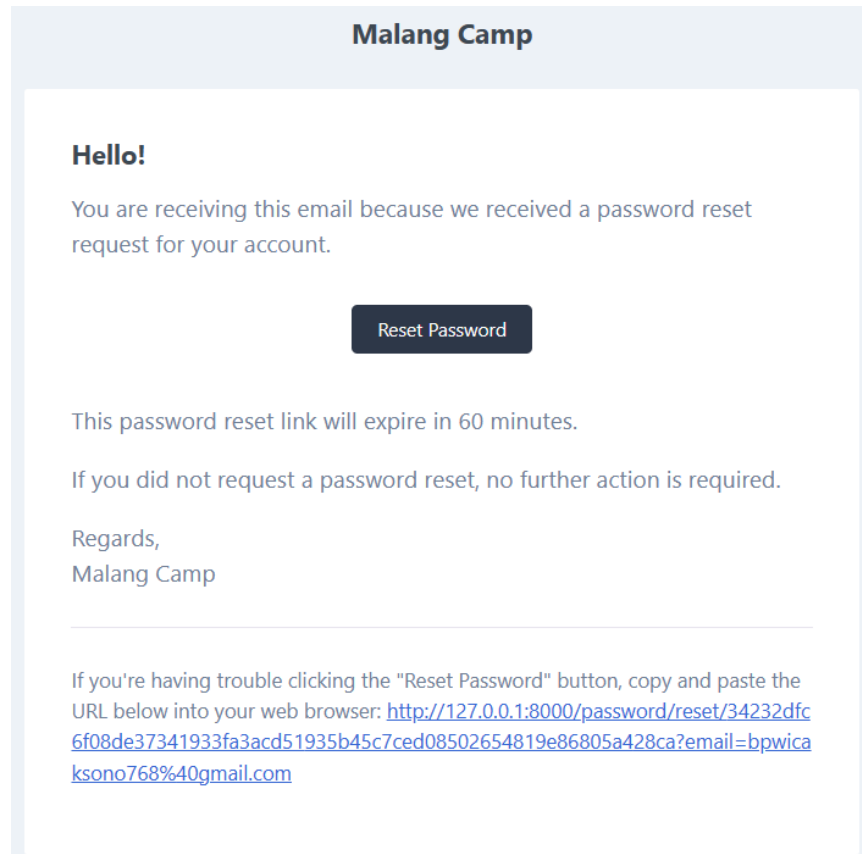 Malang Camp
Hello!
You are receiving this email because we received a password reset
request for your account.
Reset Password
This password reset link will expire in 60 minutes.
If you did not request a password reset, no further action is required.
Regards,
Malang Camp
If you're having trouble clicking the "Reset Password" button, copy and paste the
URL below into your web browser: http://127.0.0.1:8000/password/reset/34232dfc
6f08de37341933fa3acd51935b45c7ced08502654819e86805a428ca?email=bpwica
ksono768%40gmail.com